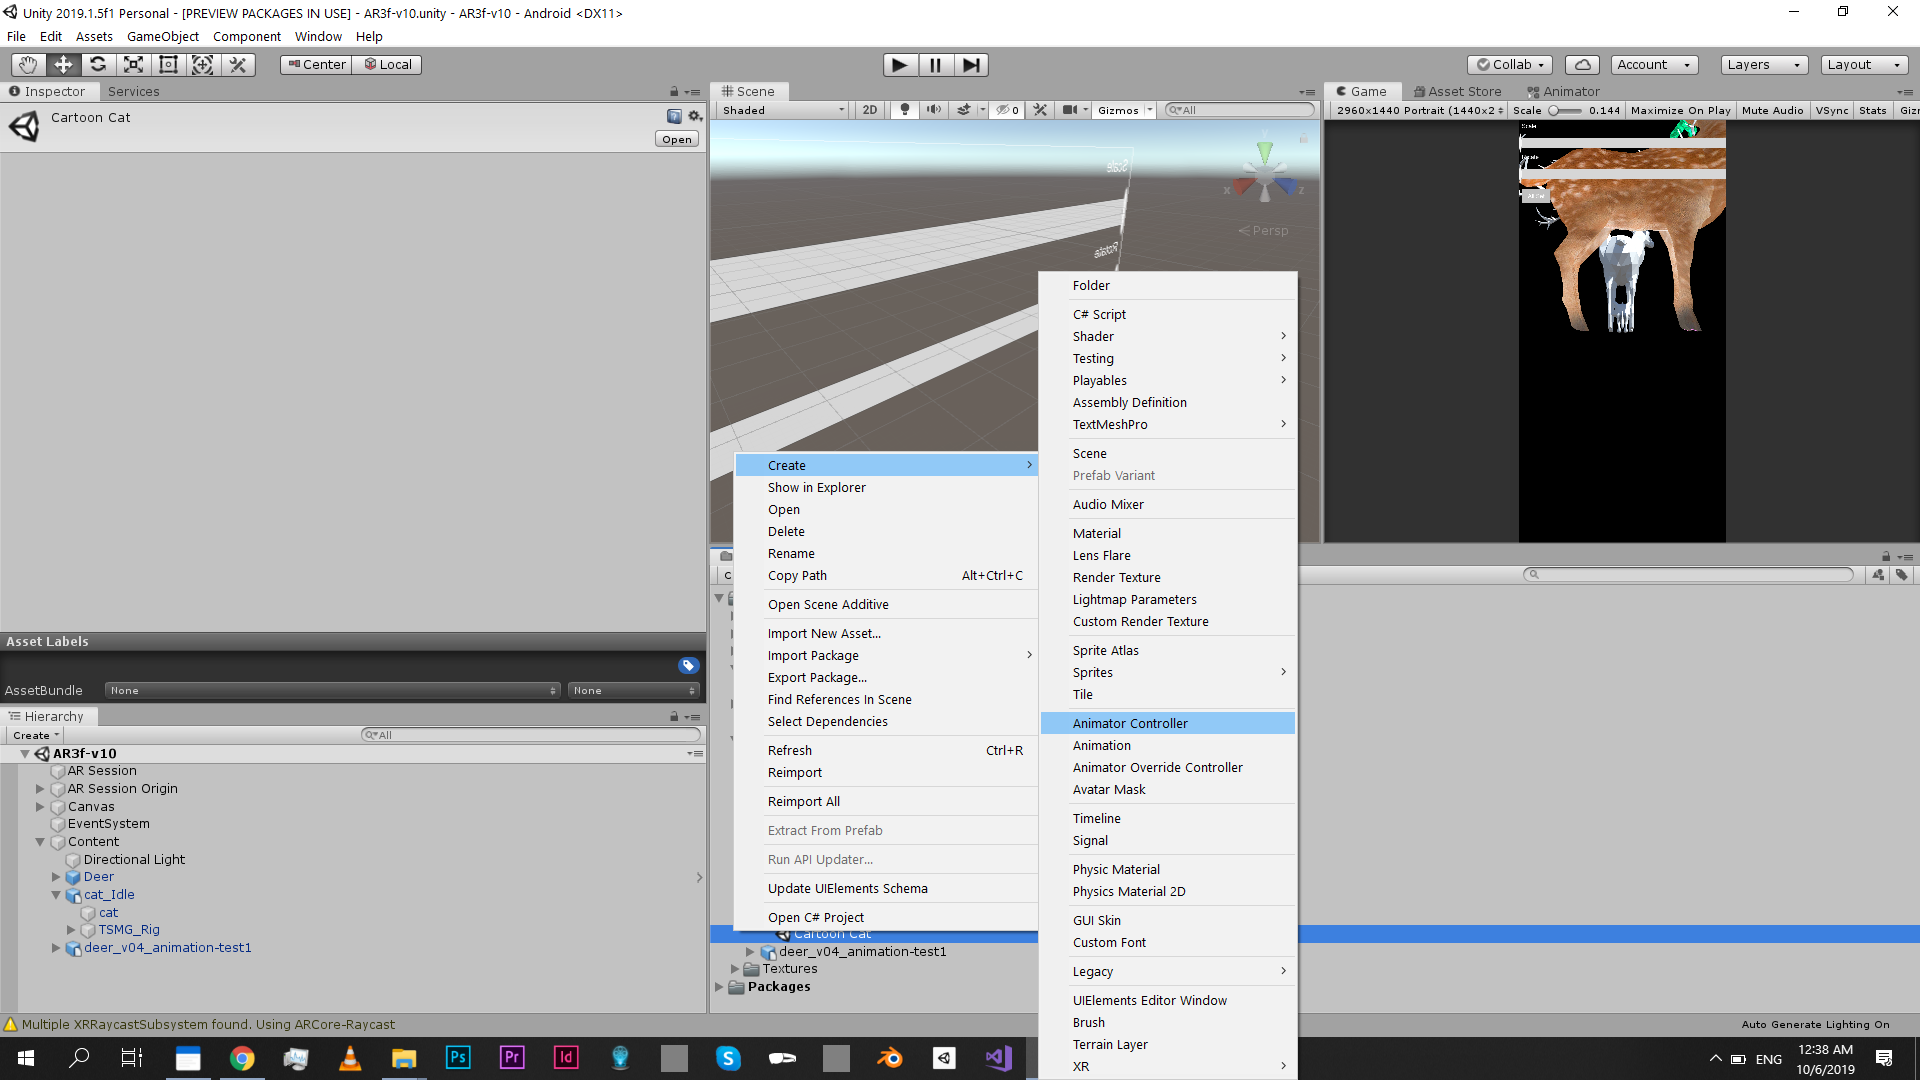 Unity 2019.1.5f1 Personal - [PREVIEW PACKAGES IN USE] - AR3f-v10.unity - AR3f-v10 - Android <DX11>
File Edit Assets GameObject Component Window Help
Center Local Collab Account Layers Layout
Inspector Services
Cartoon Cat
Open
Asset Labels
AssetBundle None None
Hierarchy
Create All
AR3f-v10
AR Session
AR Session Origin
Canvas
EventSystem
Content
Directional Light
Deer
cat_Idle
cat
TSMG_Rig
deer_v04_animation-test1
Multiple XRRaycastSubsystem found. Using ARCore-Raycast
Scene
Shaded 2D 0 Gizmos All
Scale
Rotate
y
x z
Persp
Game Asset Store Animator
2960x1440 Portrait (1440x2 Scale 0.144 Maximize On Play Mute Audio VSync Stats Giz
Scale
C
Create
Show in Explorer
Open
Delete
Rename
Copy Path Alt+Ctrl+C
Open Scene Additive
Import New Asset...
Import Package
Export Package...
Find References In Scene
Select Dependencies
Refresh Ctrl+R
Reimport
Reimport All
Extract From Prefab
Run API Updater...
Update UIElements Schema
Open C# Project
Folder
C# Script
Shader
Testing
Playables
Assembly Definition
TextMeshPro
Scene
Prefab Variant
Audio Mixer
Material
Lens Flare
Render Texture
Lightmap Parameters
Custom Render Texture
Sprite Atlas
Sprites
Tile
Animator Controller
Animation
Animator Override Controller
Avatar Mask
Timeline
Signal
Physic Material
Physics Material 2D
GUI Skin
Custom Font
Legacy
UIElements Editor Window
Brush
Terrain Layer
XR
Cartoon Cat
deer_v04_animation-test1
Textures
Packages
Auto Generate Lighting On
Ps Pr Id S
ENG
12:38 AM
10/6/2019